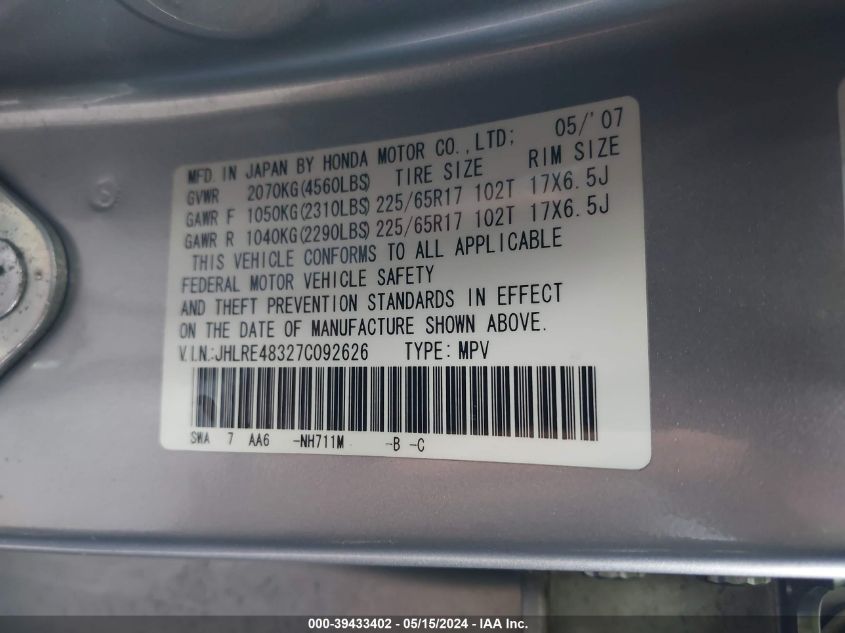 MFD. IN JAPAN BY HONDA MOTOR CO.,LTD; 05/'07
GVWR 2070KG(4560LBS) TIRE SIZE RIM SIZE
GAWR F 1050KG(2310LBS) 225/65R17 102T 17X6.5J
GAWR R 1040KG(2290LBS) 225/65R17 102T 17X6.5J
THIS VEHICLE CONFORMS TO ALL APPLICABLE
FEDERAL MOTOR VEHICLE SAFETY
AND THEFT PREVENTION STANDARDS IN EFFECT
ON THE DATE OF MANUFACTURE SHOWN ABOVE.
V.I.N.:JHLRE48327C092626 TYPE: MPV
SWA 7 AA6 -NH711M -B -C
000-39433402 - 05/15/2024 - IAA Inc.